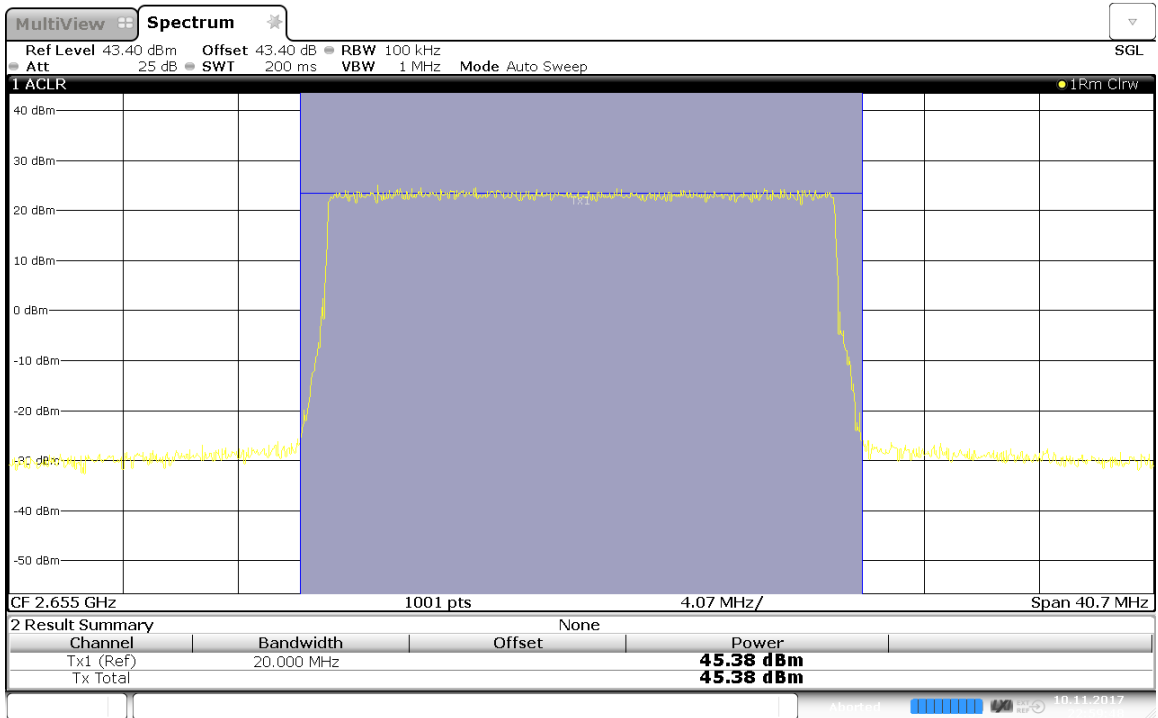 MultiView Spectrum
Ref Level 43.40 dBm Offset 43.40 dB RBW 100 kHz SGL
Att 25 dB SWT 200 ms VBW 1 MHz Mode Auto Sweep
1 ACLR 1Rm Clrw
40 dBm
30 dBm
20 dBm
Tx1
10 dBm
0 dBm
-10 dBm
-20 dBm
-30 dBm
-40 dBm
-50 dBm
CF 2.655 GHz 1001 pts 4.07 MHz/ Span 40.7 MHz
2 Result Summary None
Channel Bandwidth Offset Power
Tx1 (Ref) 20.000 MHz 45.38 dBm
Tx Total 45.38 dBm
Aborted 10.11.2017